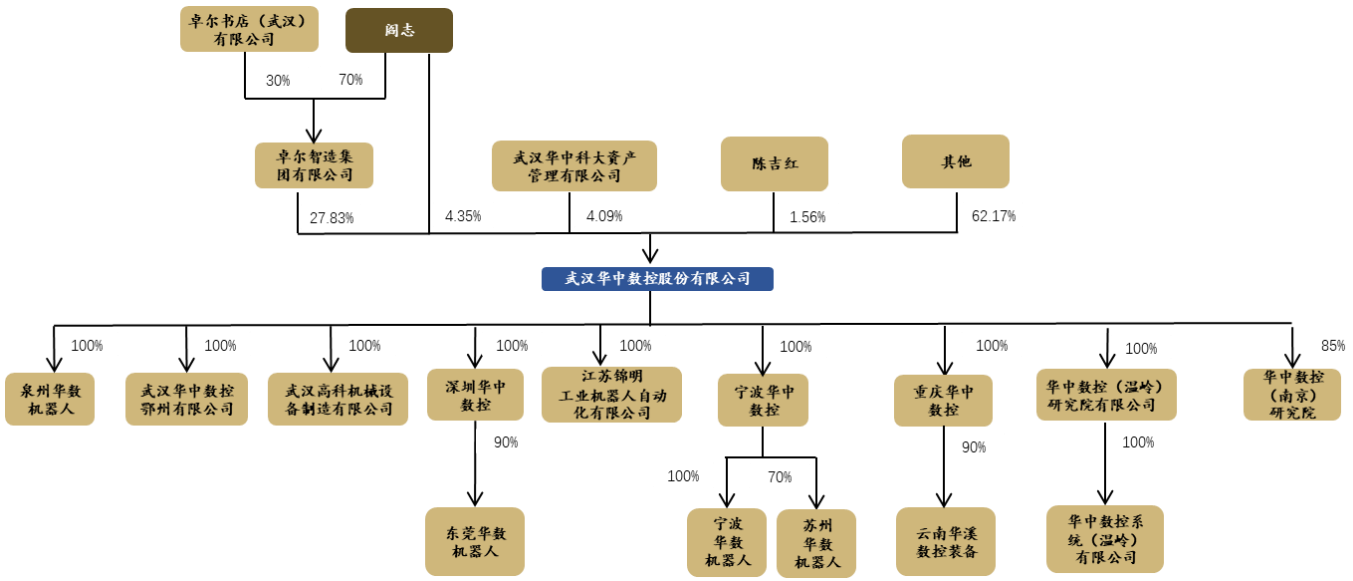 卓尔书店（武汉）
有限公司
阎志
30%
70%
卓尔智造集
团有限公司
武汉华中科大资产
管理有限公司
陈吉红
其他
27.83%
4.35%
4.09%
1.56%
62.17%
武汉华中数控股份有限公司
100%
100%
100%
100%
100%
100%
100%
100%
85%
泉州华数
机器人
武汉华中数控
鄂州有限公司
武汉高科机械设
备制造有限公司
深圳华中
数控
江苏锦明
工业机器人自动
化有限公司
宁波华中
数控
重庆华中
数控
华中数控（温岭）
研究院有限公司
华中数控
（南京）
研究院
90%
100%
70%
90%
100%
东莞华数
机器人
宁波
华数
机器人
苏州
华数
机器人
云南华溪
数控装备
华中数控系
统（温岭）
有限公司